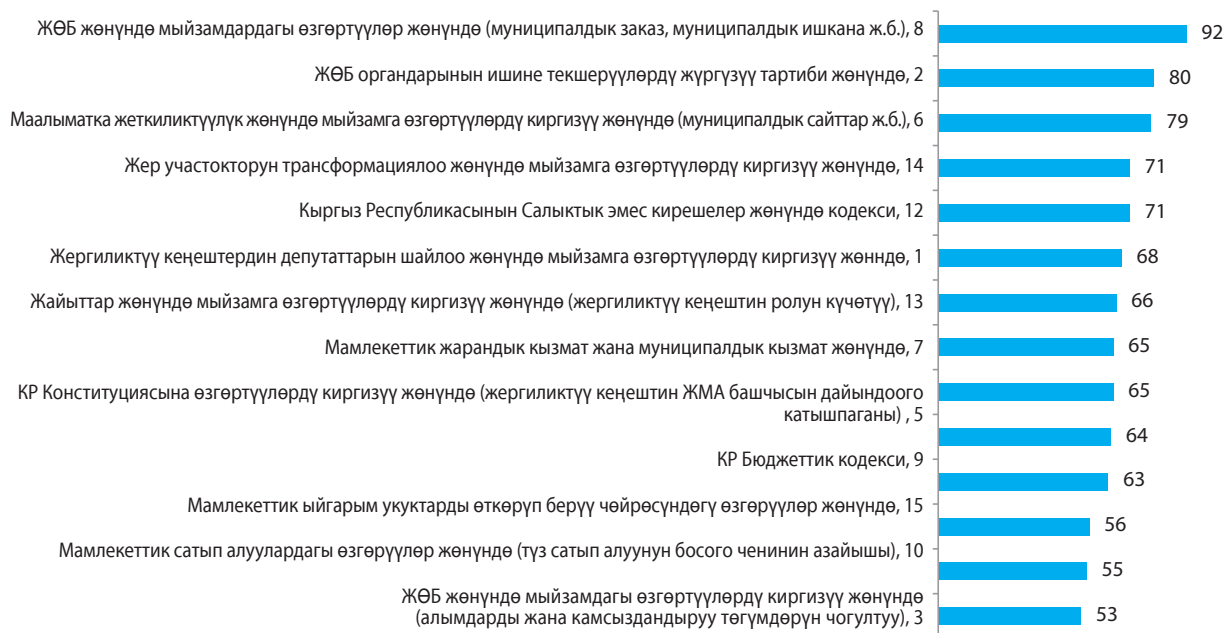 ЖӨБ жөнүндө мыйзамдардагы өзгөртүүлөр жөнүндө (муниципалдык заказ, муниципалдык ишкана ж.б.), 8
92
ЖӨБ органдарынын ишине текшерүүлөрдү жүргүзүү тартиби жөнүндө, 2
80
Маалыматка жеткиликтүүлүк жөнүндө мыйзамга өзгөртүүлөрдү киргизүү жөнүндө (муниципалдык сайттар ж.б.), 6
79
Жер участокторун трансформациялоо жөнүндө мыйзамга өзгөртүүлөрдү киргизүү жөнүндө, 14
71
Кыргыз Республикасынын Салыктык эмес кирешелер жөнүндө кодекси, 12
71
Жергиликтүү кеңештердин депутаттарын шайлоо жөнүндө мыйзамга өзгөртүүлөрдү киргизүү жөнндө, 1
68
Жайыттар жөнүндө мыйзамга өзгөртүүлөрдү киргизүү жөнүндө (жергиликтүү кеңештин ролун күчөтүү), 13
66
Мамлекеттик жарандык кызмат жана муниципалдык кызмат жөнүндө, 7
65
КР Конституциясына өзгөртүүлөрдү киргизүү жөнүндө (жергиликтүү кеңештин ЖМА башчысын дайындоого
катышпаганы) , 5
65
64
КР Бюджеттик кодекси, 9
63
Мамлекеттик ыйгарым укуктарды өткөрүп берүү чөйрөсүндөгү өзгөрүүлөр жөнүндө, 15
56
Мамлекеттик сатып алуулардагы өзгөрүүлөр жөнүндө (түз сатып алуунун босого ченинин азайышы), 10
55
ЖӨБ жөнүндө мыйзамдагы өзгөртүүлөрдү киргизүү жөнүндө
(алымдарды жана камсыздандыруу төгүмдөрүн чогултуу), 3
53